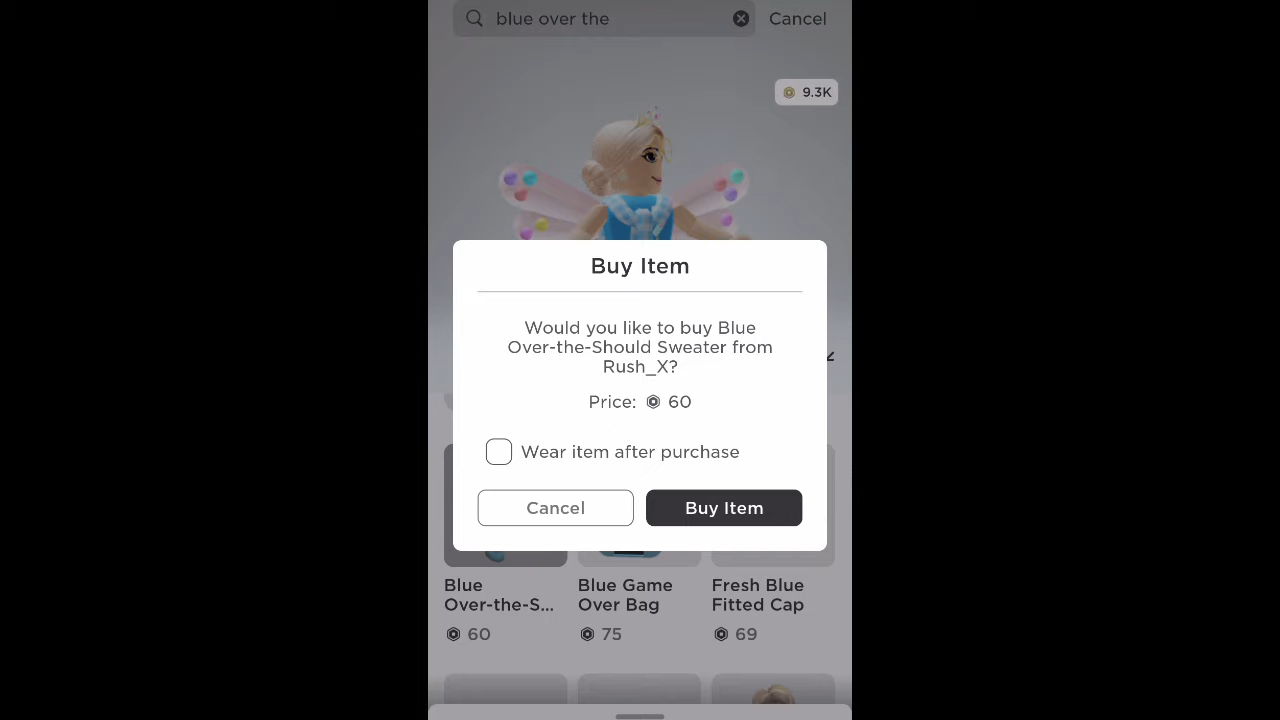 blue over the
Cancel
9.3K
Buy Item
Would you like to buy Blue
Over-the-Should Sweater from
Rush_X?
Price: 60
Wear item after purchase
Cancel
Buy Item
Blue
Over-the-S...
60
Blue Game
Over Bag
75
Fresh Blue
Fitted Cap
69